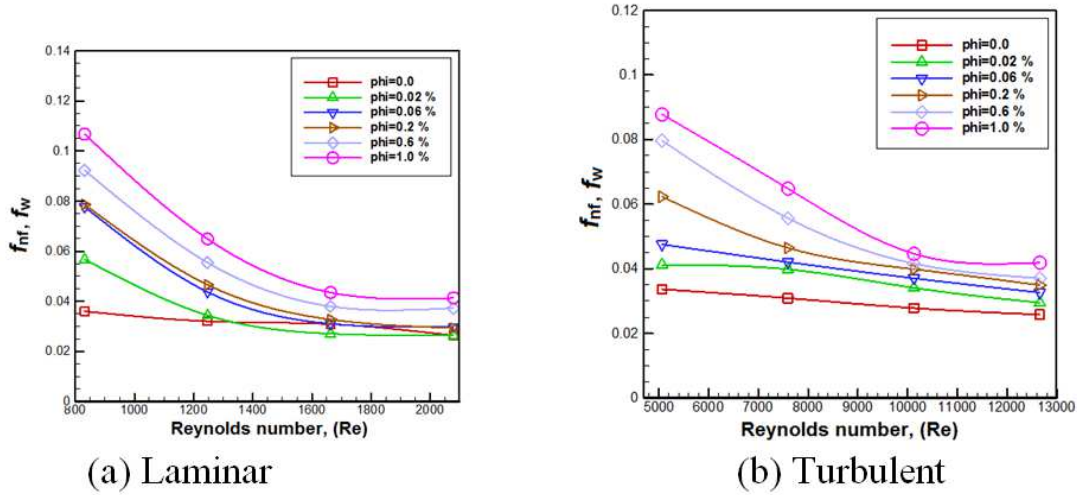 0.14
0.12
0.1
0.08
0.06
0.04
0.02
0
fnf, fw
phi=0.0
phi=0.02 %
phi=0.06 %
phi=0.2 %
phi=0.6 %
phi=1.0 %
800 1000 1200 1400 1600 1800 2000
Reynolds number, (Re)
(a) Laminar
0.12
0.1
0.08
0.06
0.04
0.02
0
fnf, fw
phi=0.0
phi=0.02 %
phi=0.06 %
phi=0.2 %
phi=0.6 %
phi=1.0 %
5000 6000 7000 8000 9000 10000 11000 12000 13000
Reynolds number, (Re)
(b) Turbulent